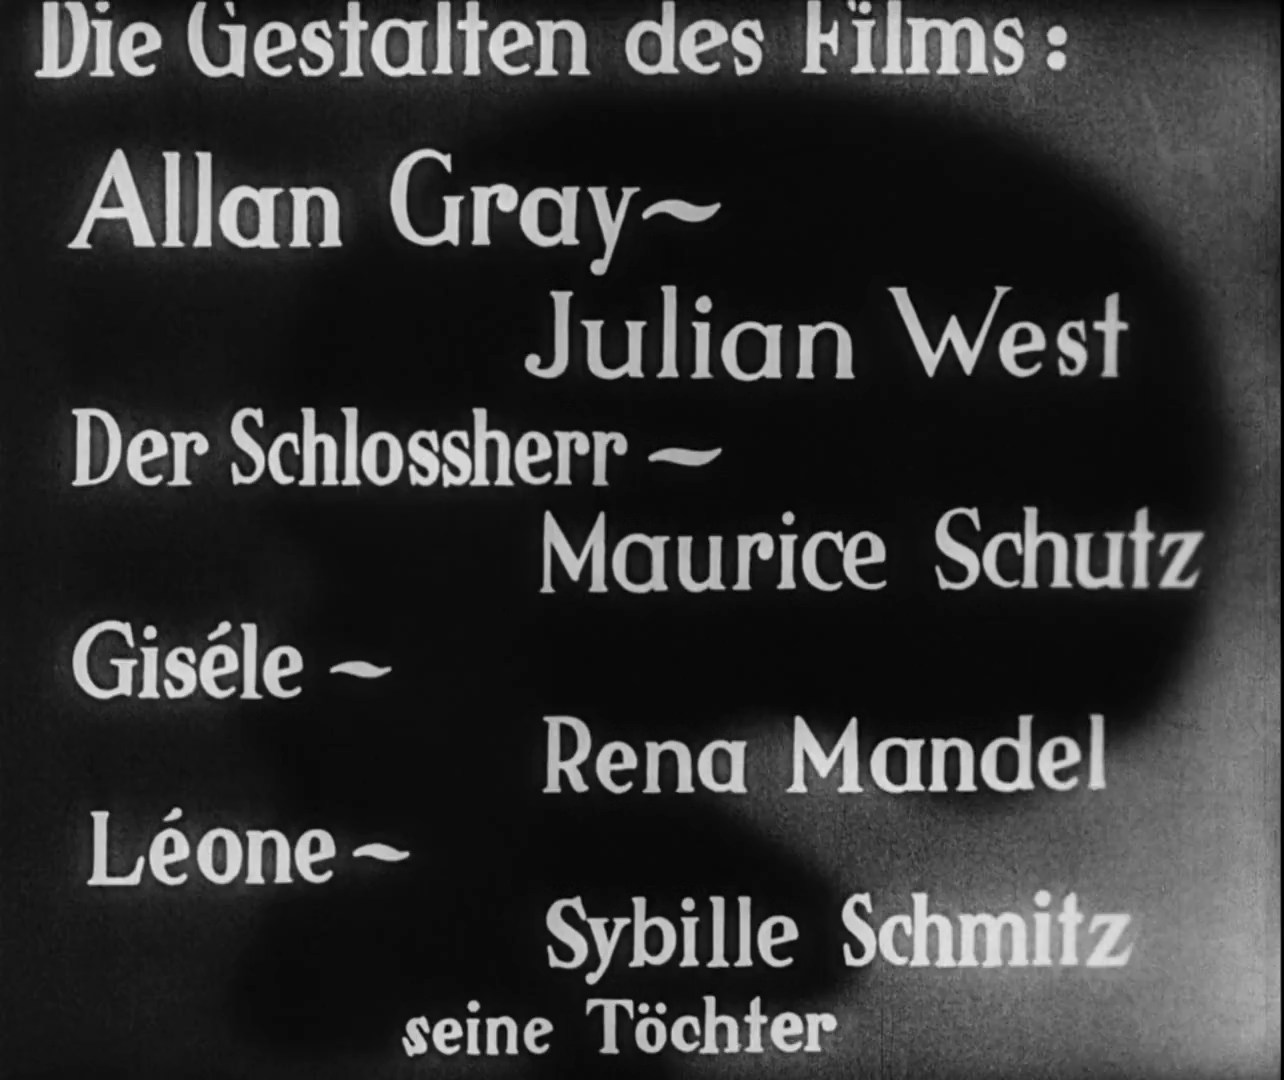 Die Gestalten des Films:
Allan Gray~
Julian West
Der Schlossherr ~
Maurice Schutz
Giséle ~
Rena Mandel
Léone ~
Sybille Schmitz
seine Töchter